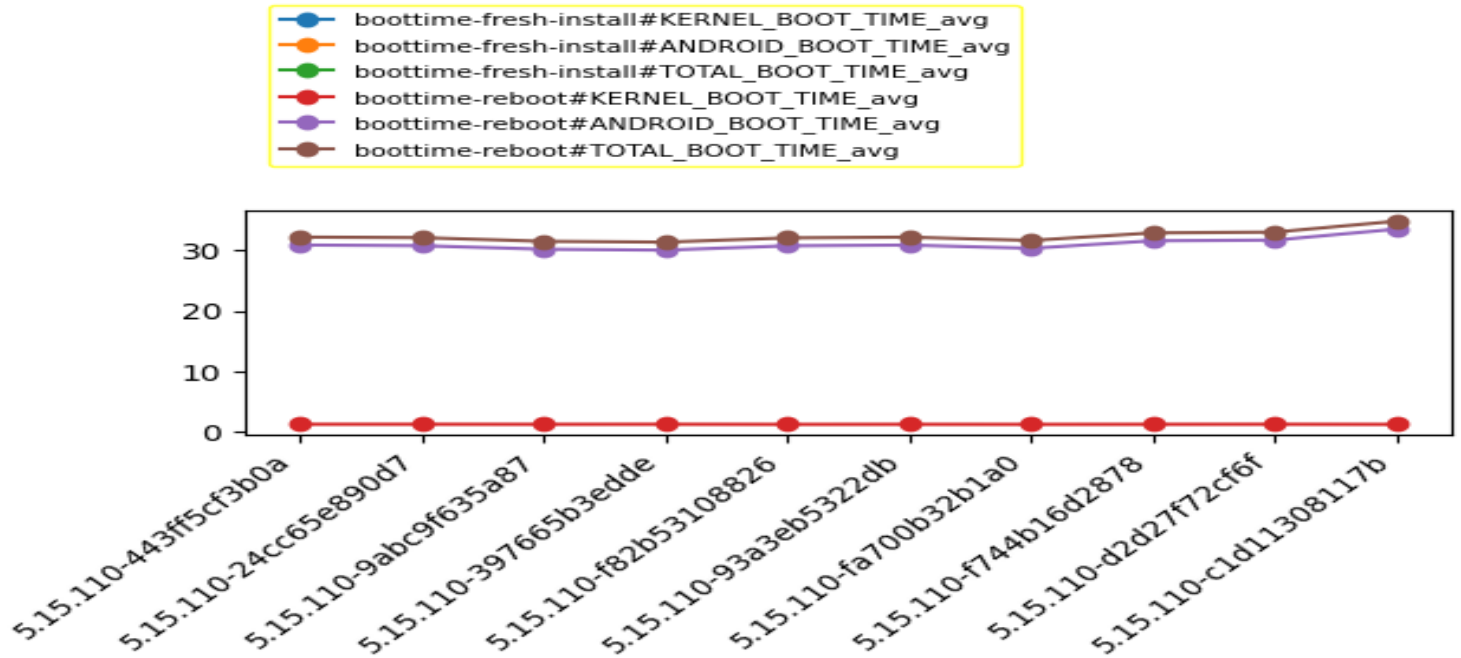 boottime-fresh-install#KERNEL_BOOT_TIME_avg
boottime-fresh-install#ANDROID_BOOT_TIME_avg
boottime-fresh-install#TOTAL_BOOT_TIME_avg
boottime-reboot#KERNEL_BOOT_TIME_avg
boottime-reboot#ANDROID_BOOT_TIME_avg
boottime-reboot#TOTAL_BOOT_TIME_avg
30
20
10
0
5.15.110-443ff5cf3b0a
5.15.110-24cc65e890d7
5.15.110-9abc9f635a87
5.15.110-397665b3edde
5.15.110-f82b53108826
5.15.110-93a3eb5322db
5.15.110-fa700b32b1a0
5.15.110-f744b16d2878
5.15.110-d2d27f72cf6f
5.15.110-c1d11308117b